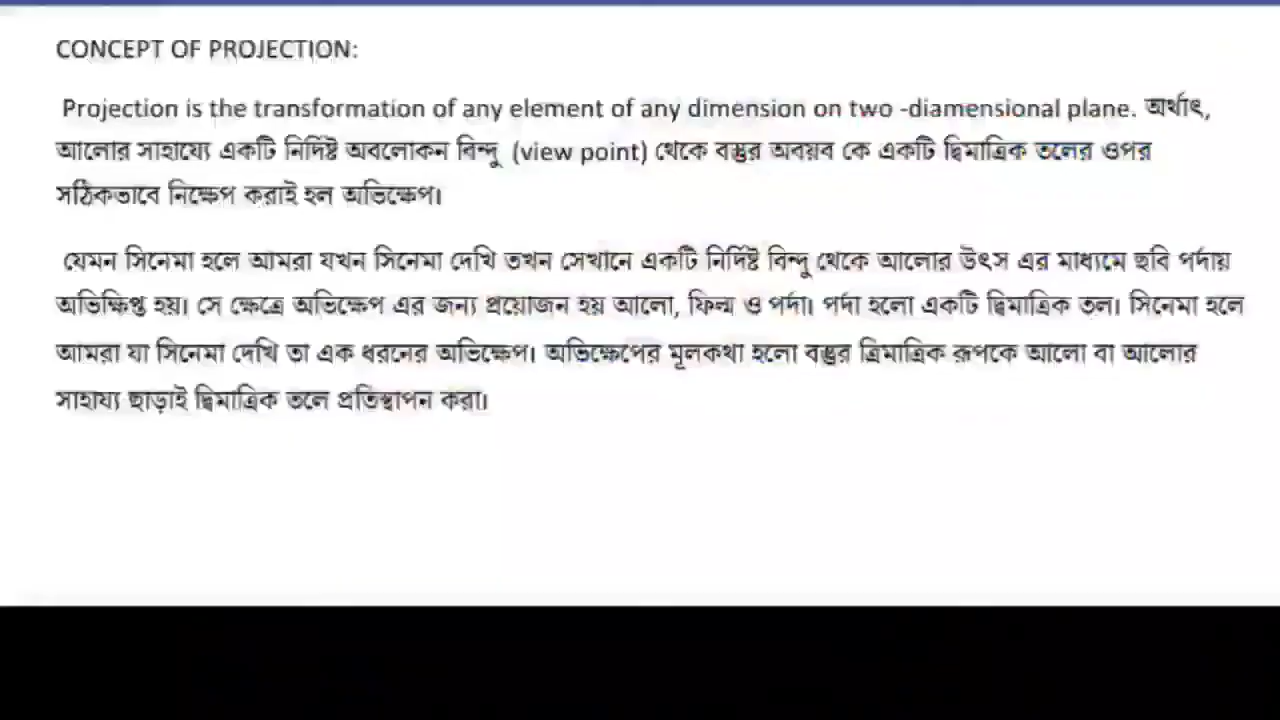 CONCEPT OF PROJECTION:
Projection is the transformation of any element of any dimension on two -diamensional plane. অর্থাৎ,
আলোর সাহায্যে একটি নির্দিষ্ট অবলোকন বিন্দু (view point) থেকে বস্তুর অবয়ব কে একটি দ্বিমাত্রিক তলের ওপর
সঠিকভাবে নিক্ষেপ করাই হল অভিক্ষেপ।
যেমন সিনেমা হলে আমরা যখন সিনেমা দেখি তখন সেখানে একটি নির্দিষ্ট বিন্দু থেকে আলোর উৎস এর মাধ্যমে ছবি পর্দায়
অভিক্ষিপ্ত হয়। সে ক্ষেত্রে অভিক্ষেপ এর জন্য প্রয়োজন হয় আলো, ফিল্ম ও পর্দা। পর্দা হলো একটি দ্বিমাত্রিক তল। সিনেমা হলে
আমরা যা সিনেমা দেখি তা এক ধরনের অভিক্ষেপ। অভিক্ষেপের মূলকথা হলো বস্তুর ত্রিমাত্রিক রূপকে আলো বা আলোর
সাহায্য ছাড়াই দ্বিমাত্রিক তলে প্রতিস্থাপন করা।